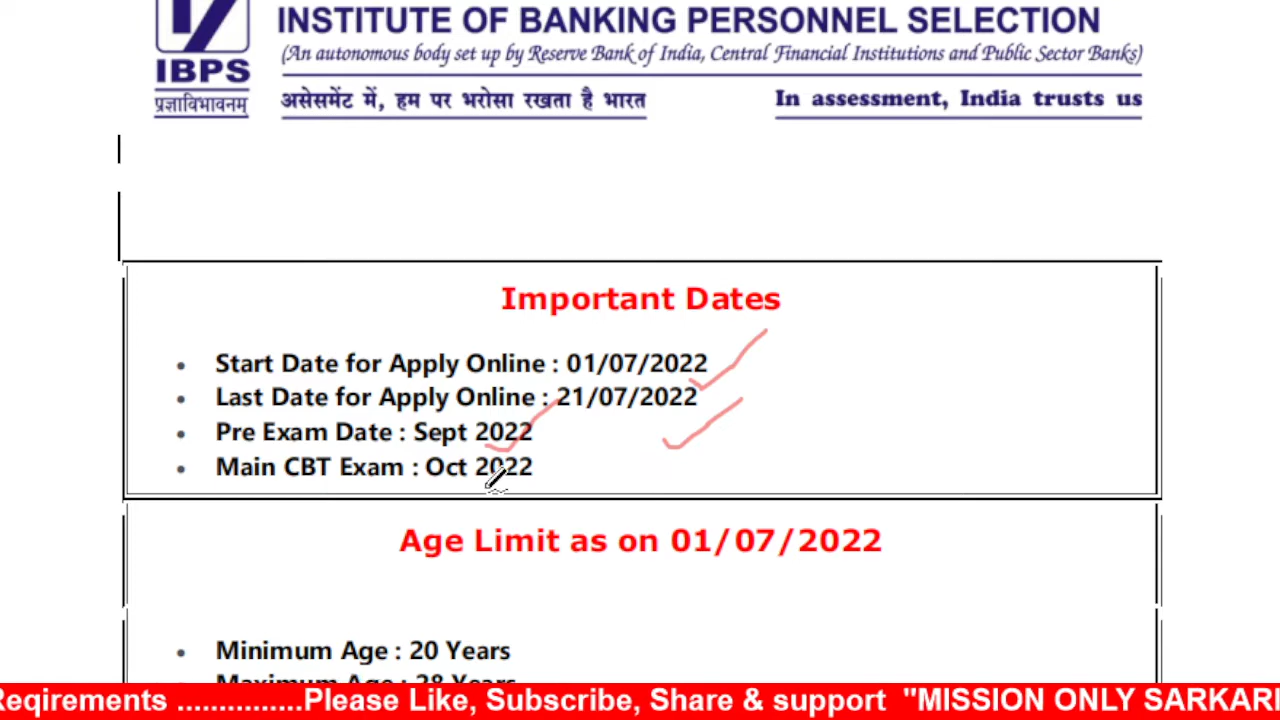 INSTITUTE OF BANKING PERSONNEL SELECTION
(An autonomous body set up by Reserve Bank of India, Central Financial Institutions and Public Sector Banks)
IBPS
प्रज्ञाविभावनम्
असेसमेंट में, हम पर भरोसा रखता है भारत
In assessment, India trusts us
Important Dates
• Start Date for Apply Online : 01/07/2022
• Last Date for Apply Online : 21/07/2022
• Pre Exam Date : Sept 2022
• Main CBT Exam : Oct 2022
Age Limit as on 01/07/2022
• Minimum Age : 20 Years
Maximum Age : 28 Years
Reqirements ...............Please Like, Subscribe, Share & support "MISSION ONLY SARKARI